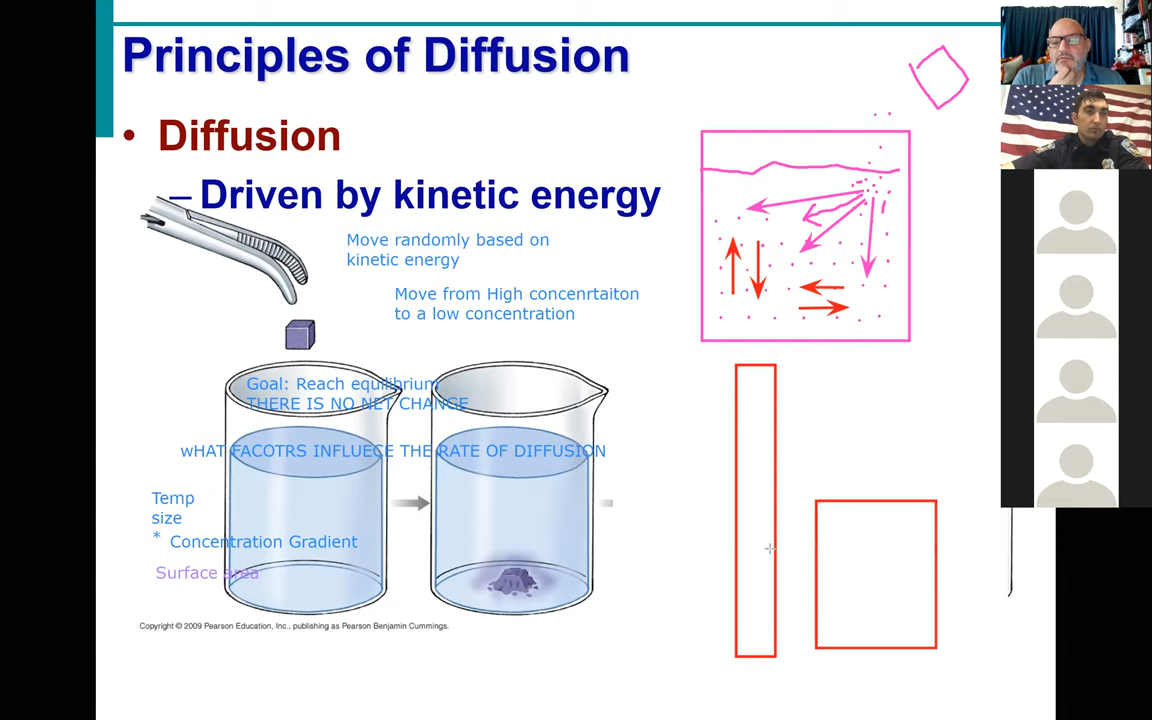 Principles of Diffusion
• Diffusion
– Driven by kinetic energy
Move randomly based on
kinetic energy
Move from High concenrtaiton
to a low concentration
Goal: Reach equilibrium
THERE IS NO NET CHANGE
wHAT FACOTRS INFLUECE THE RATE OF DIFFUSION
Temp
size
* Concentration Gradient
Surface area
Copyright © 2009 Pearson Education, Inc., publishing as Pearson Benjamin Cummings.